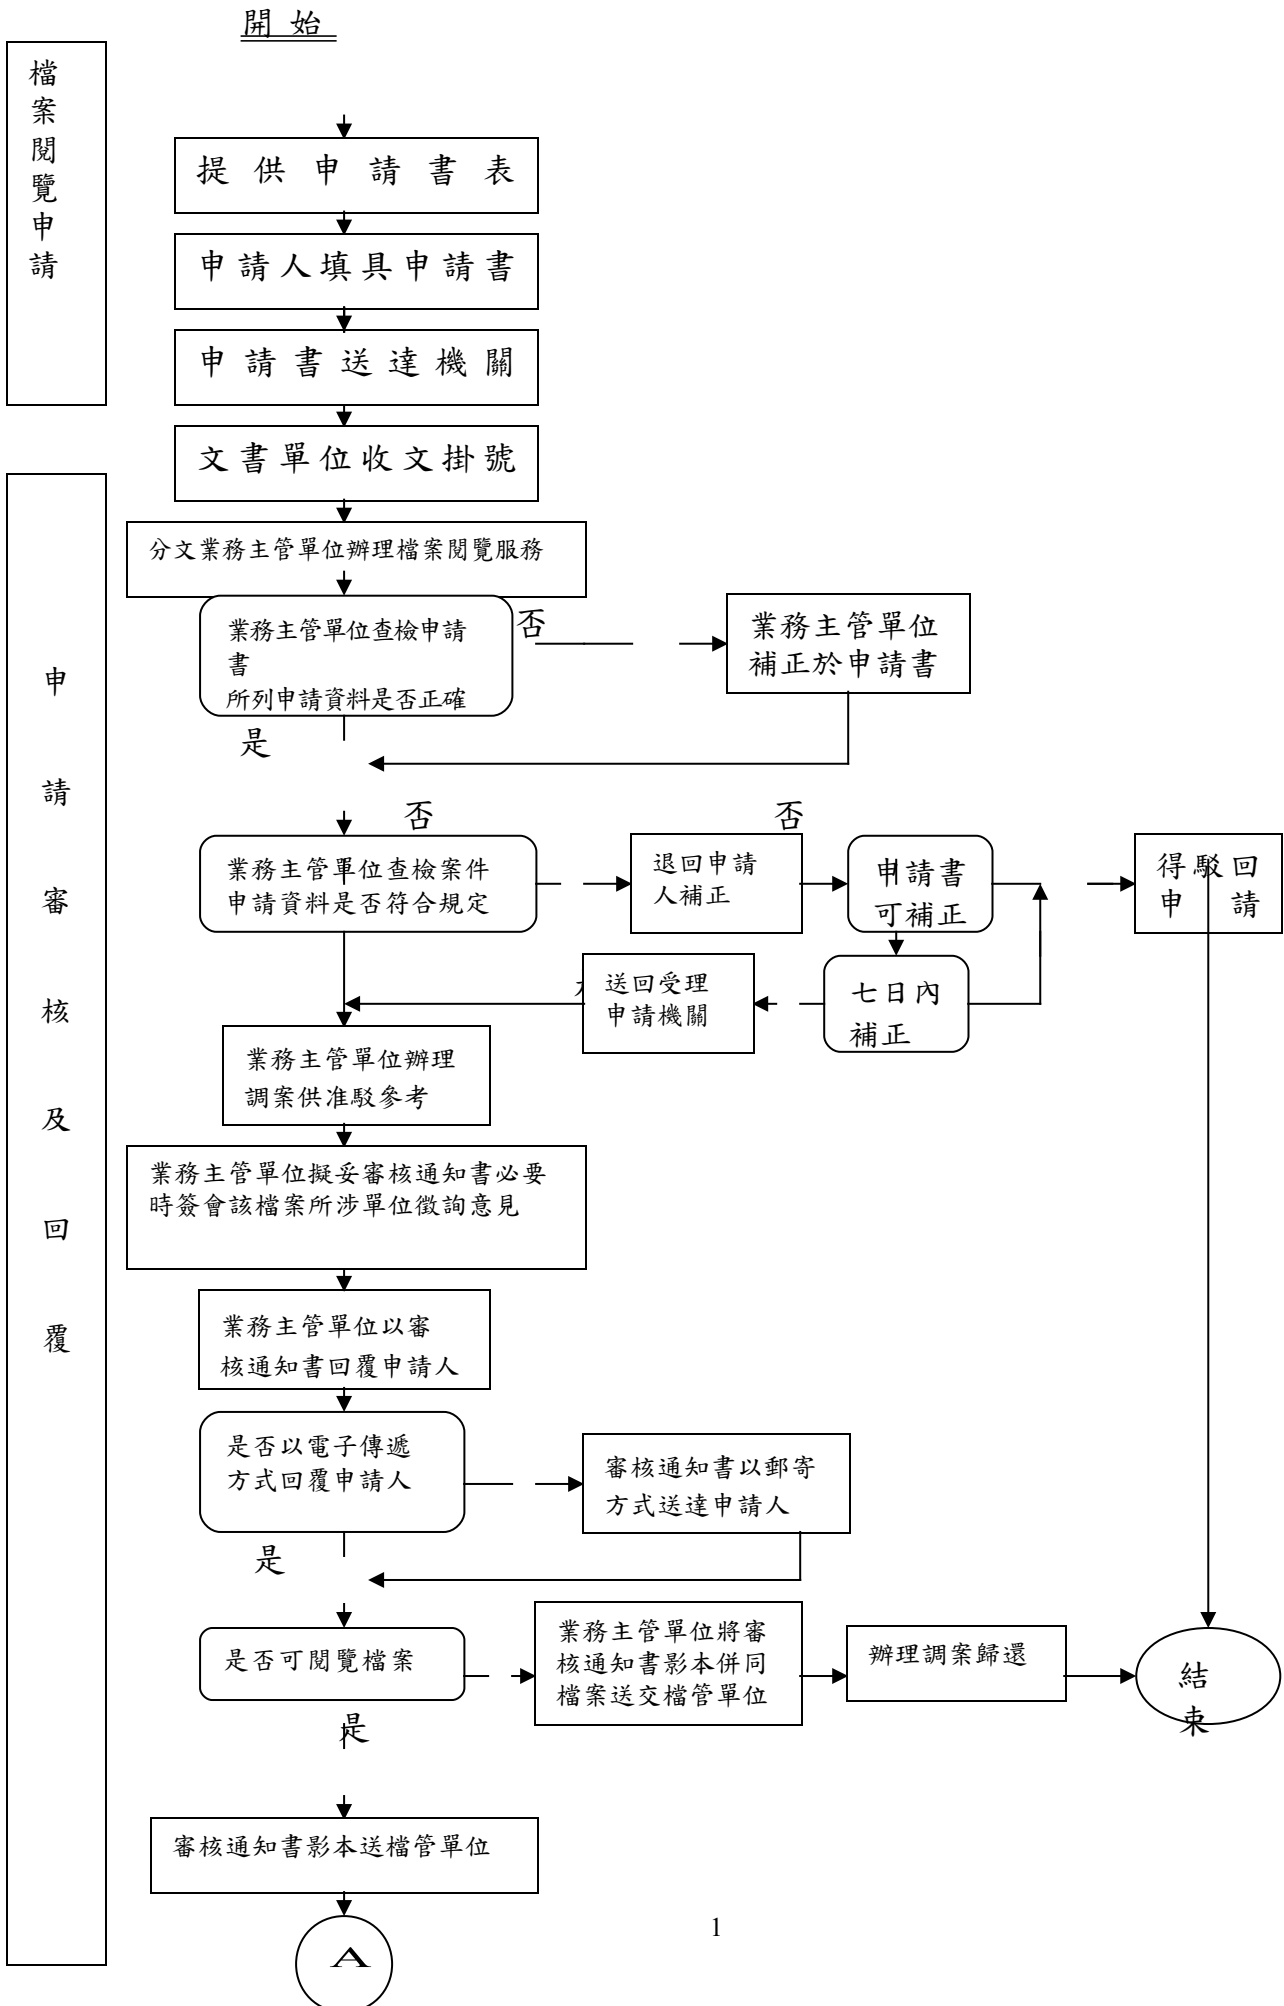 開始
檔案閱覽申請
提供申請書表
申請人填具申請書
申請書送達機關
文書單位收文掛號
申請審核及回覆
分文業務主管單位辦理檔案閱覽服務
業務主管單位查檢申請
書
所列申請資料是否正確
否
業務主管單位
補正於申請書
是
否
否
業務主管單位查檢案件
申請資料是否符合規定
退回申請
人補正
申請書
可補正
得駁回
申請
送回受理
申請機關
七日內
補正
業務主管單位辦理
調案供准駁參考
業務主管單位擬妥審核通知書必要
時簽會該檔案所涉單位徵詢意見
業務主管單位以審
核通知書回覆申請人
是否以電子傳遞
方式回覆申請人
審核通知書以郵寄
方式送達申請人
是
是否可閱覽檔案
業務主管單位將審
核通知書影本併同
檔案送交檔管單位
辦理調案歸還
結
束
是
審核通知書影本送檔管單位
A
1